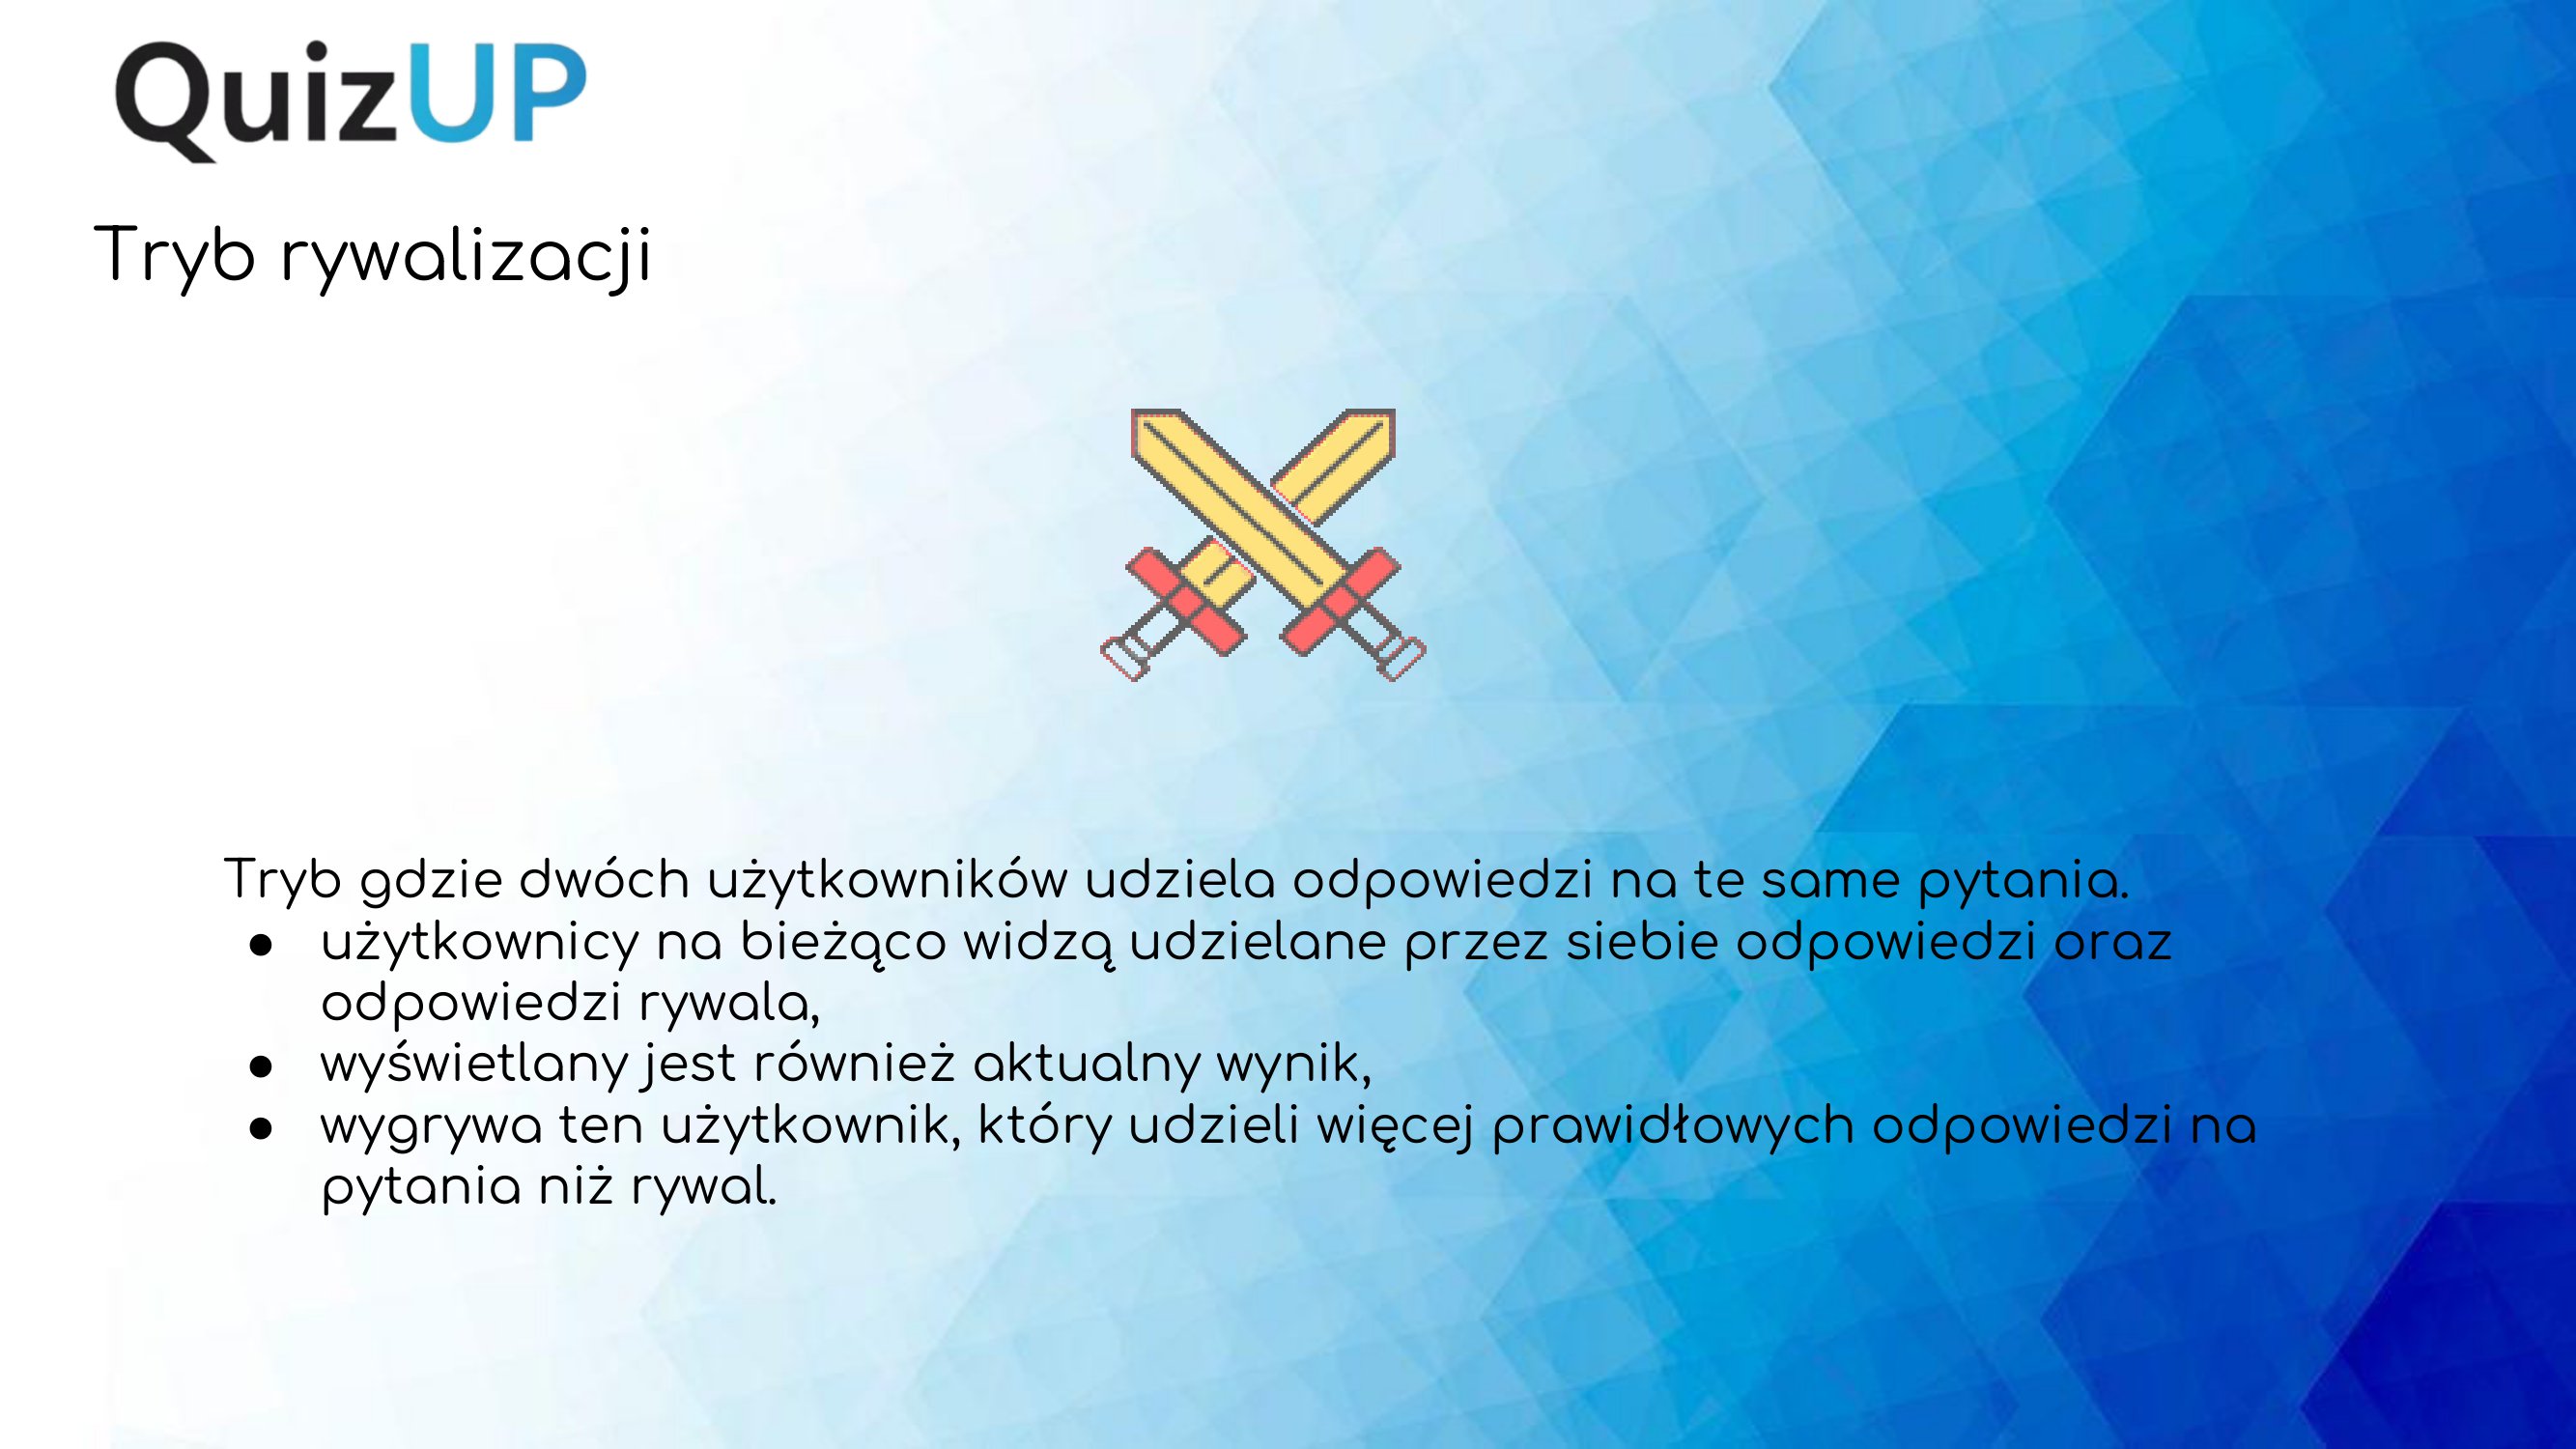 QuizUP
Tryb rywalizacji
Tryb gdzie dwóch użytkowników udziela odpowiedzi na te same pytania.
● użytkownicy na bieżąco widzą udzielane przez siebie odpowiedzi oraz
odpowiedzi rywala,
● wyświetlany jest również aktualny wynik,
● wygrywa ten użytkownik, który udzieli więcej prawidłowych odpowiedzi na
pytania niż rywal.